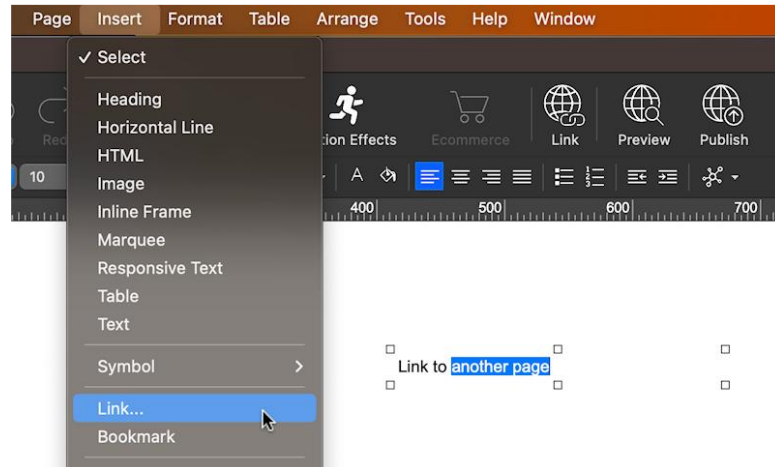 Page Insert Format Table Arrange Tools Help Window
✓ Select
Heading
Horizontal Line
HTML
Image
Inline Frame
Marquee
Responsive Text
Table
Text
Symbol >
Link...
Bookmark
Red
tion Effects Ecommerce Link Preview Publish
10 A
400 500 600 700
Link to another page